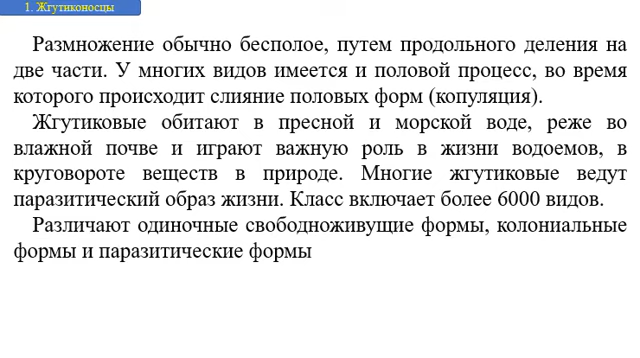 1. Жгутиконосцы
Размножение обычно бесполое, путем продольного деления на
две части. У многих видов имеется и половой процесс, во время
которого происходит слияние половых форм (копуляция).
Жгутиковые обитают в пресной и морской воде, реже во
влажной почве и играют важную роль в жизни водоемов, в
круговороте веществ в природе. Многие жгутиковые ведут
паразитический образ жизни. Класс включает более 6000 видов.
Различают одиночные свободноживущие формы, колониальные
формы и паразитические формы